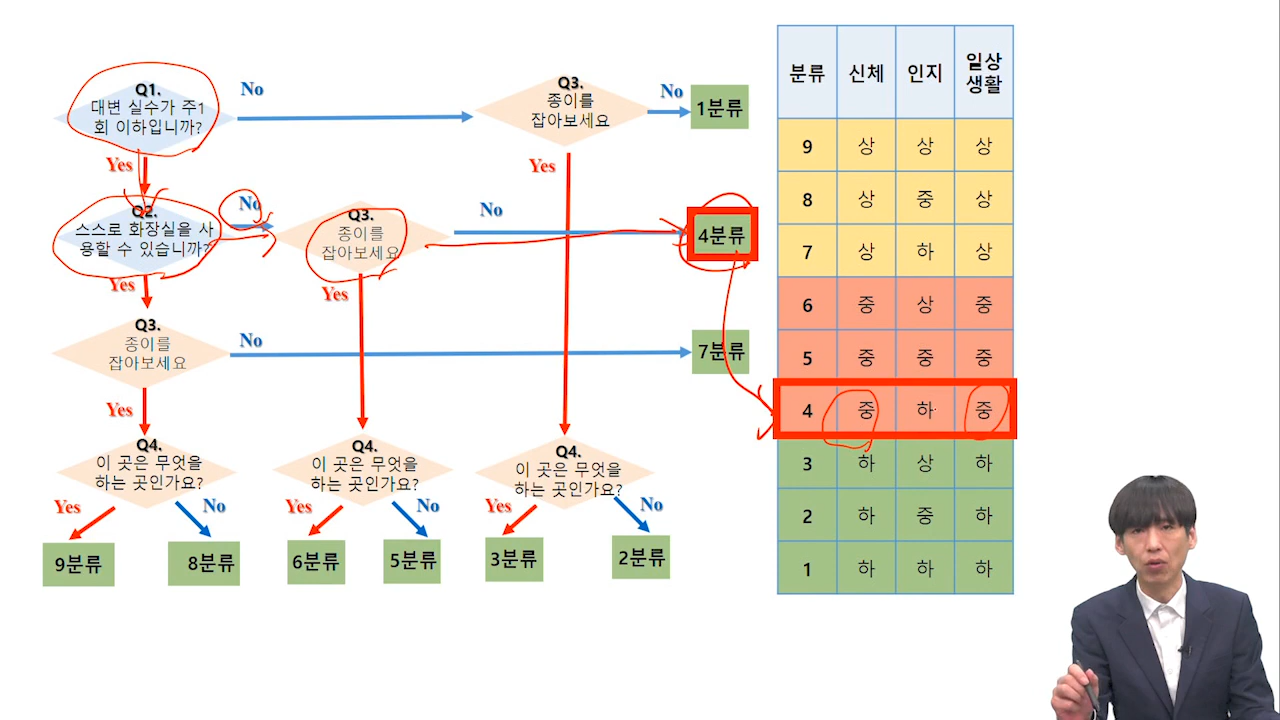 Q1.
대변 실수가 주1
회 이하입니까?
No
Q3.
종이를
잡아보세요
No
1분류
Yes
Yes
Q2.
스스로 화장실을 사
용할 수 있습니까?
No
Q3.
종이를
잡아보세요
No
4분류
Yes
Yes
Q3.
종이를
잡아보세요
No
7분류
Yes
Q4.
이 곳은 무엇을
하는 곳인가요?
Yes
No
9분류
8분류
Q4.
이 곳은 무엇을
하는 곳인가요?
Yes
No
6분류
5분류
Q4.
이 곳은 무엇을
하는 곳인가요?
Yes
No
3분류
2분류
분류 신체 인지 일상
생활
9 상 상 상
8 상 중 상
7 상 하 상
6 중 상 중
5 중 중 중
4 중 하 중
3 하 상 하
2 하 중 하
1 하 하 하